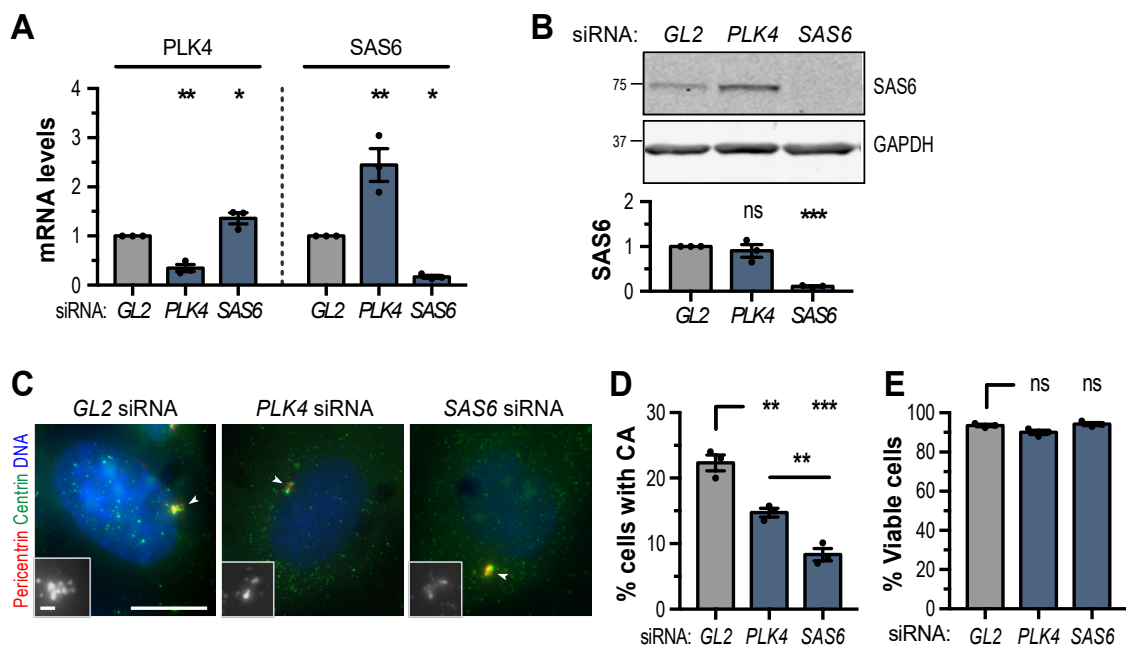 A
PLK4 SAS6
mRNA levels
4
3
2
1
0
** * ** *
siRNA: GL2 PLK4 SAS6 GL2 PLK4 SAS6
B
siRNA: GL2 PLK4 SAS6
75 SAS6
37 GAPDH
SAS6
2
1
0
ns ***
GL2 PLK4 SAS6
C
GL2 siRNA PLK4 siRNA SAS6 siRNA
Pericentrin Centrin DNA
D
% cells with CA
30
20
10
0
** ***
**
siRNA: GL2 PLK4 SAS6
E
% Viable cells
100
80
60
40
20
0
ns ns
siRNA: GL2 PLK4 SAS6